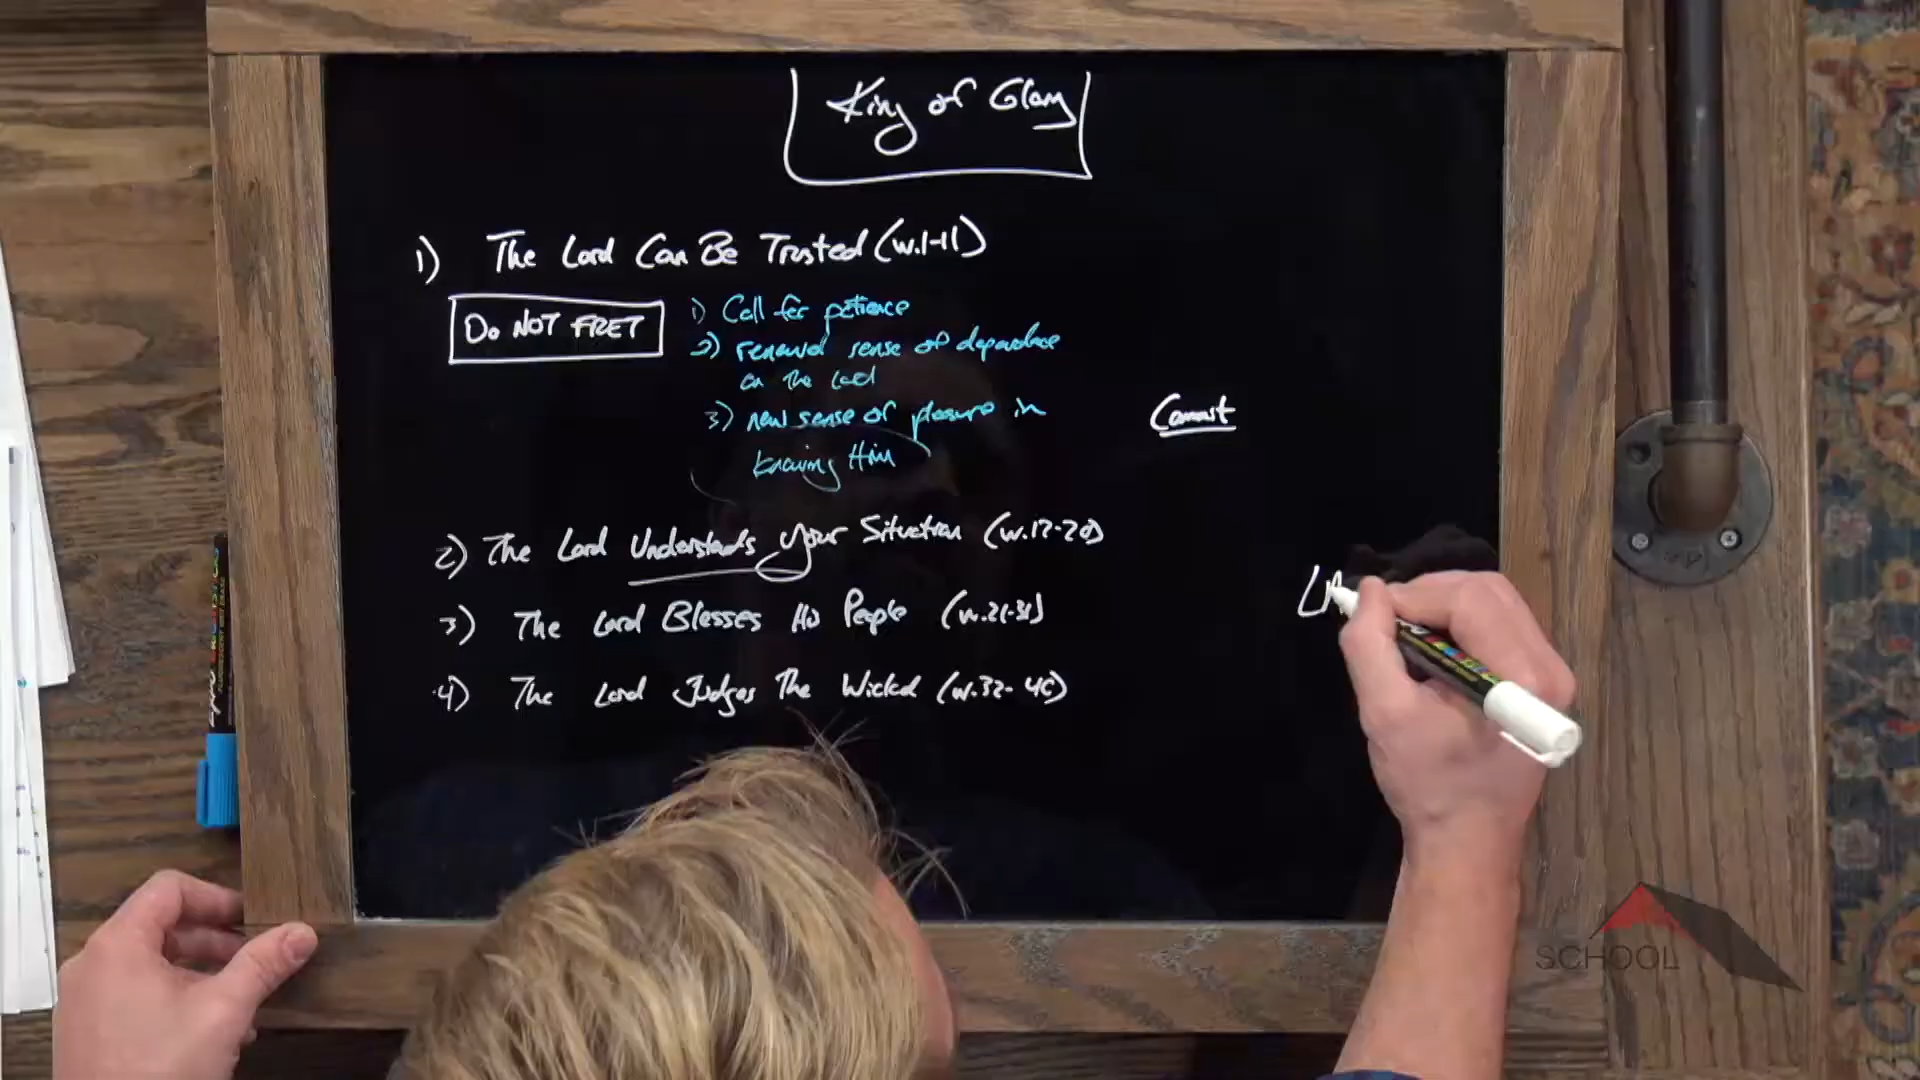 King of Glory
1) The Lord Can Be Trusted (vv.1-11)
DO NOT FRET
1) Call for patience
2) renewed sense of dependence
on the Lord
3) new sense of pleasure in
knowing Him
2) The Lord Understands your Situation (vv.12-20)
3) The Lord Blesses His People (vv.21-31)
4) The Lord Judges The Wicked (vv.32-40)
Commit
SCHOOL